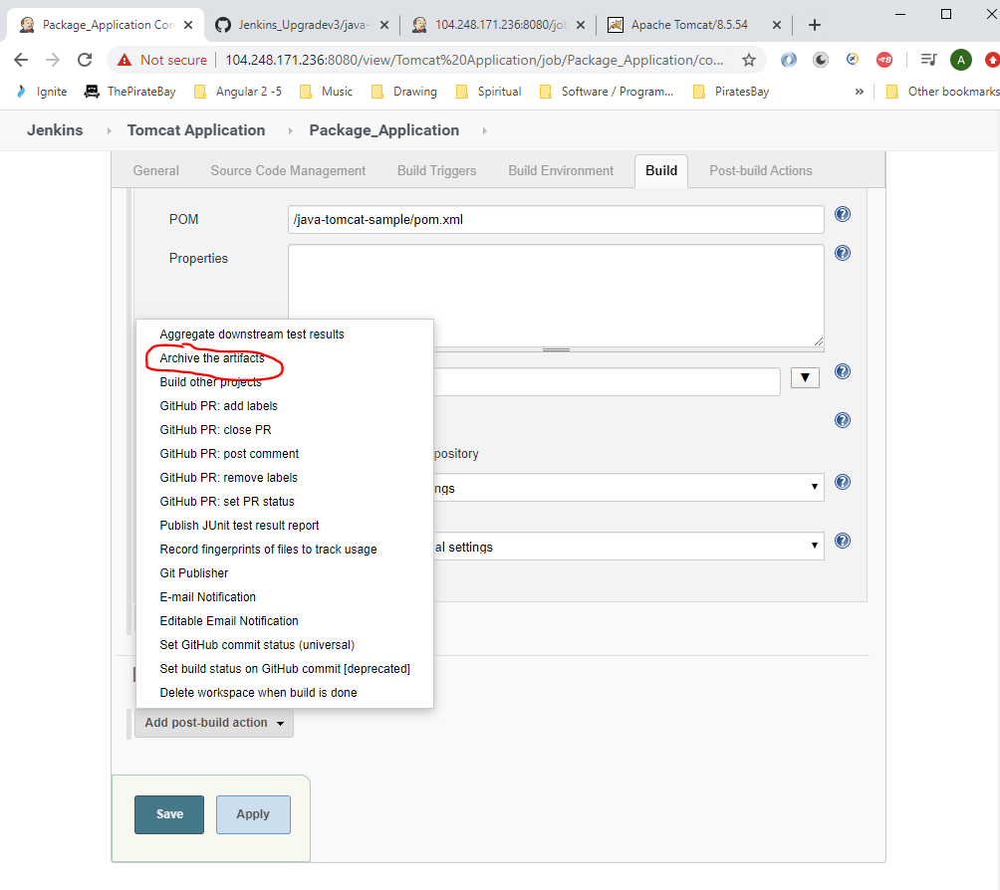 Package_Application Con
Jenkins_Upgradev3/java-
104.248.171.236:8080/job
Apache Tomcat/8.5.54
Not secure
104.248.171.236:8080/view/Tomcat%20Application/job/Package_Application/co...
A
Ignite
ThePirateBay
Angular 2 -5
Music
Drawing
Spiritual
Software / Program...
PiratesBay
»
Other bookmarks
Jenkins
Tomcat Application
Package_Application
General
Source Code Management
Build Triggers
Build Environment
Build
Post-build Actions
POM
/java-tomcat-sample/pom.xml
Properties
Aggregate downstream test results
Archive the artifacts
Build other projects
GitHub PR: add labels
GitHub PR: close PR
GitHub PR: post comment
pository
GitHub PR: remove labels
ngs
GitHub PR: set PR status
Publish JUnit test result report
Record fingerprints of files to track usage
al settings
Git Publisher
E-mail Notification
Editable Email Notification
Set GitHub commit status (universal)
Set build status on GitHub commit [deprecated]
Delete workspace when build is done
Add post-build action
Save
Apply